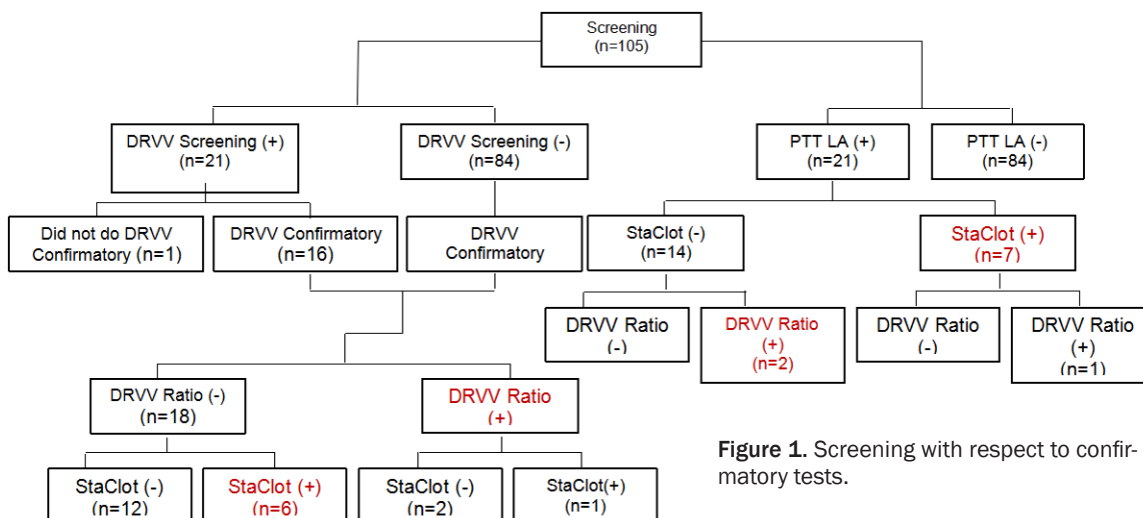 Screening
(n=105)
DRVV Screening (+)
(n=21)
DRVV Screening (-)
(n=84)
PTT LA (+)
(n=21)
PTT LA (-)
(n=84)
Did not do DRVV
Confirmatory (n=1)
DRVV Confirmatory
(n=16)
DRVV
Confirmatory
StaClot (-)
(n=14)
StaClot (+)
(n=7)
DRVV Ratio
(-)
DRVV Ratio
(+)
(n=2)
DRVV Ratio
(-)
DRVV Ratio
(+)
(n=1)
DRVV Ratio (-)
(n=18)
DRVV Ratio
(+)
StaClot (-)
(n=12)
StaClot (+)
(n=6)
StaClot (-)
(n=2)
StaClot(+)
(n=1)
Figure 1. Screening with respect to confir-
matory tests.